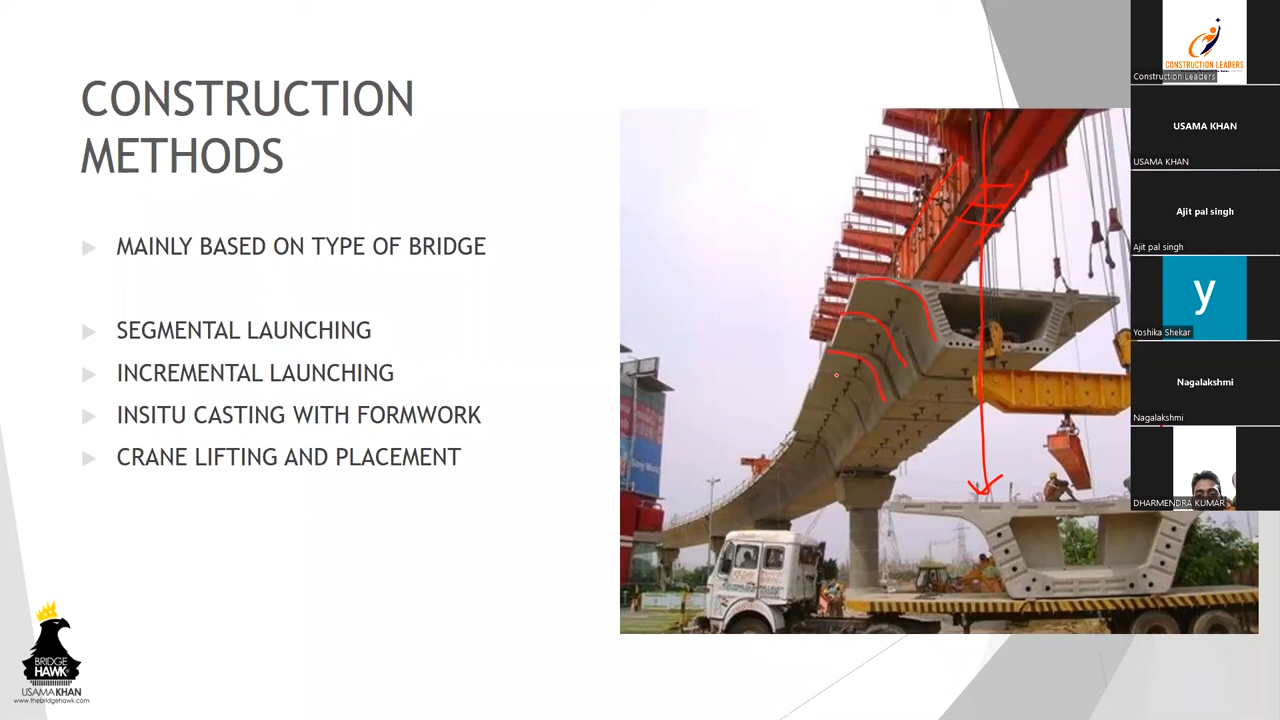 CONSTRUCTION
METHODS
MAINLY BASED ON TYPE OF BRIDGE
SEGMENTAL LAUNCHING
INCREMENTAL LAUNCHING
INSITU CASTING WITH FORMWORK
CRANE LIFTING AND PLACEMENT
BRIDGE
HAWK
USAMA KHAN
www.thebridgehawk.com
CONSTRUCTION LEADERS
Construction Leaders
USAMA KHAN
USAMA KHAN
Ajit pal singh
Ajit pal singh
y
Yoshika Shekar
Nagalakshmi
Nagalakshmi
DHARMENDRA KUMAR